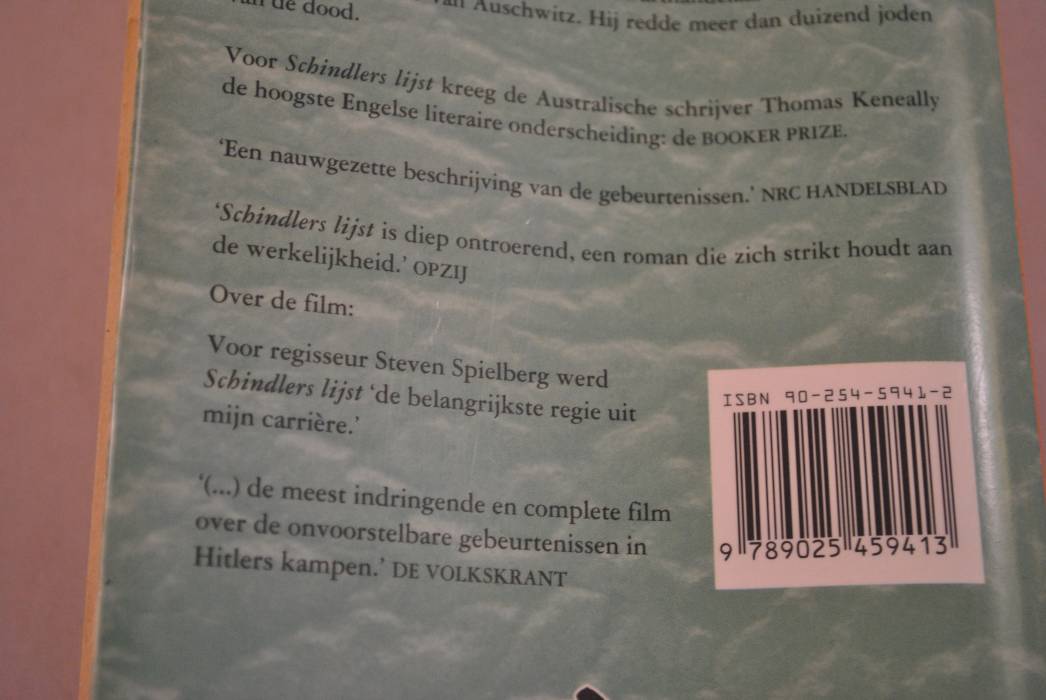 van Auschwitz. Hij redde meer dan duizend joden
de dood.
Voor Schindlers lijst kreeg de Australische schrijver Thomas Keneally
de hoogste Engelse literaire onderscheiding: de BOOKER PRIZE.
‘Een nauwgezette beschrijving van de gebeurtenissen.’ NRC HANDELSBLAD
‘Schindlers lijst is diep ontroerend, een roman die zich strikt houdt aan
de werkelijkheid.’ OPZIJ
Over de film:
Voor regisseur Steven Spielberg werd
Schindlers lijst ‘de belangrijkste regie uit
mijn carrière.’
‘(...) de meest indringende en complete film
over de onvoorstelbare gebeurtenissen in
Hitlers kampen.’ DE VOLKSKRANT
ISBN 90-254-5941-2
9 789025 459413